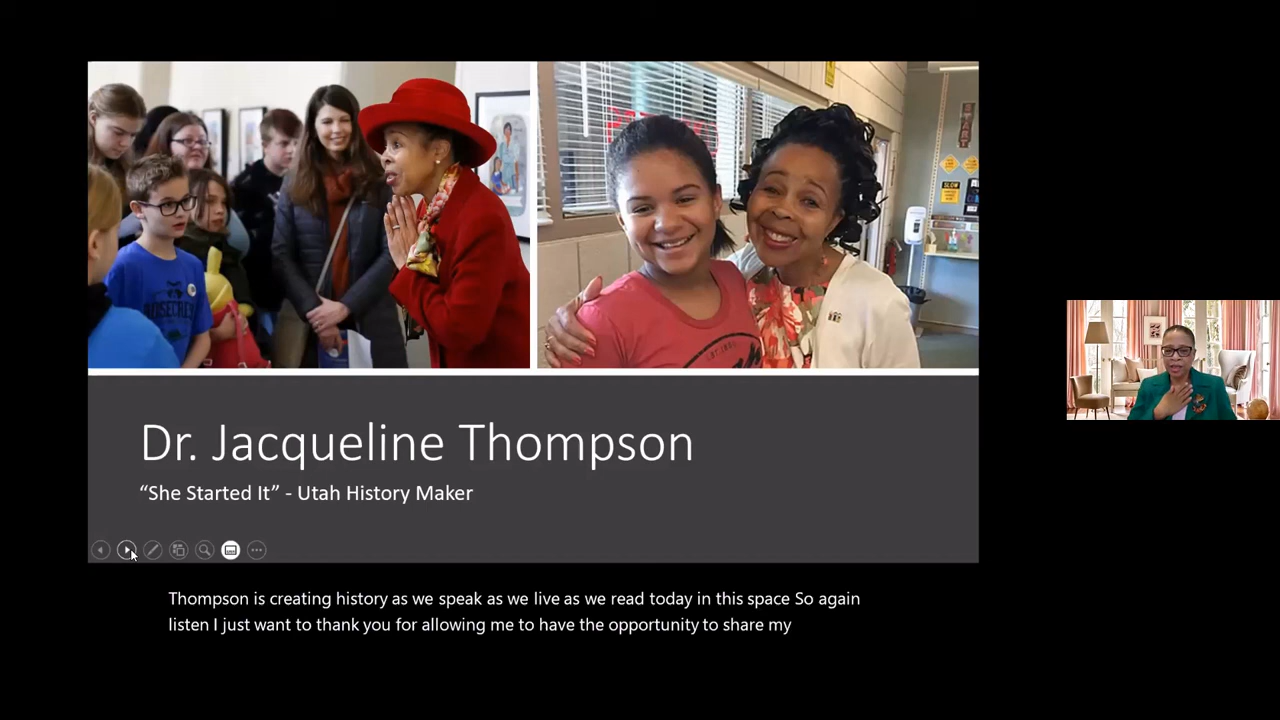 SMART
SLOW
Dr. Jacqueline Thompson
“She Started It” - Utah History Maker
Thompson is creating history as we speak as we live as we read today in this space So again
listen I just want to thank you for allowing me to have the opportunity to share my